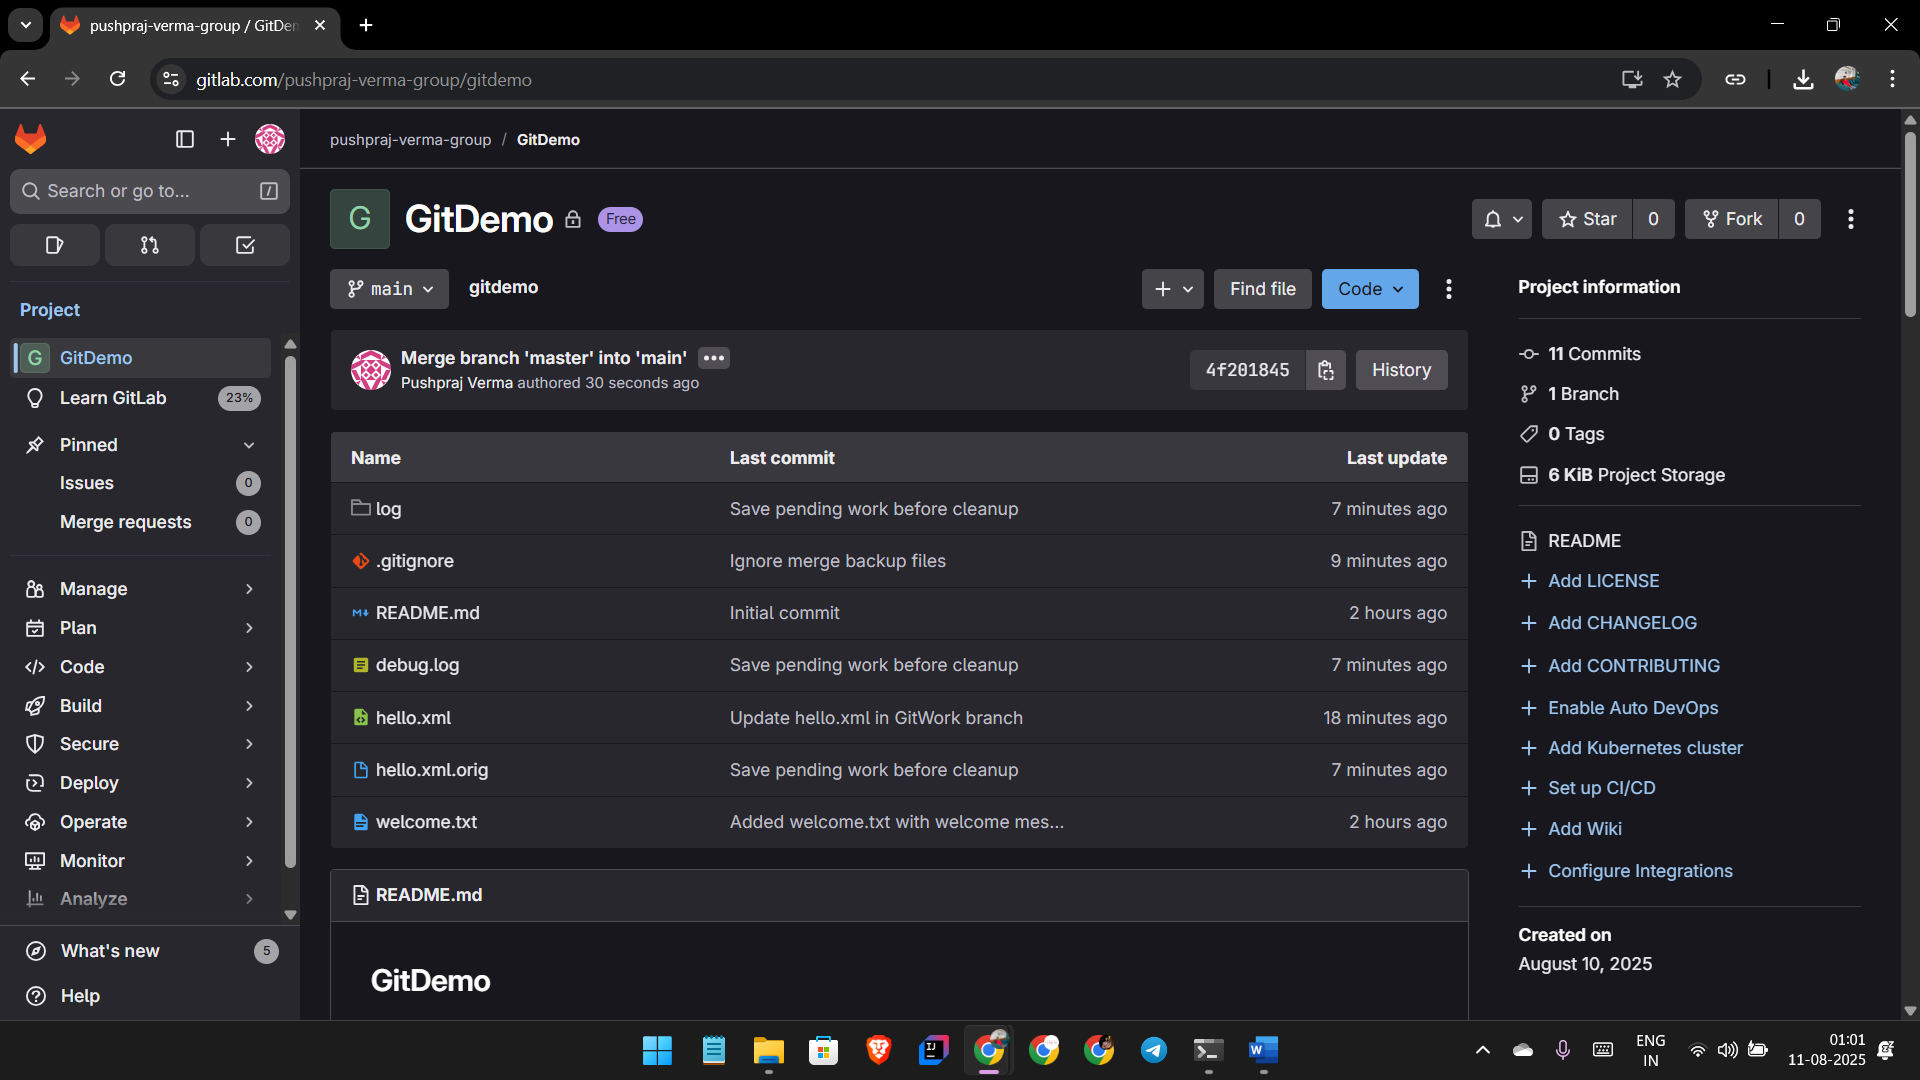 pushpraj-verma-group / GitDem
gitlab.com/pushpraj-verma-group/gitdemo
pushpraj-verma-group / GitDemo
Search or go to...
/
G
GitDemo
Free
Star
0
Fork
0
main
gitdemo
Find file
Code
Merge branch 'master' into 'main'
Pushpraj Verma authored 30 seconds ago
4f201845
History
Name Last commit Last update
log Save pending work before cleanup 7 minutes ago
.gitignore Ignore merge backup files 9 minutes ago
README.md Initial commit 2 hours ago
debug.log Save pending work before cleanup 7 minutes ago
hello.xml Update hello.xml in GitWork branch 18 minutes ago
hello.xml.orig Save pending work before cleanup 7 minutes ago
welcome.txt Added welcome.txt with welcome mes... 2 hours ago
README.md
GitDemo
Project
G GitDemo
Learn GitLab 23%
Pinned
Issues 0
Merge requests 0
Manage
Plan
Code
Build
Secure
Deploy
Operate
Monitor
Analyze
What's new 5
Help
Project information
11 Commits
1 Branch
0 Tags
6 KiB Project Storage
README
Add LICENSE
Add CHANGELOG
Add CONTRIBUTING
Enable Auto DevOps
Add Kubernetes cluster
Set up CI/CD
Add Wiki
Configure Integrations
Created on
August 10, 2025
ENG
IN
01:01
11-08-2025